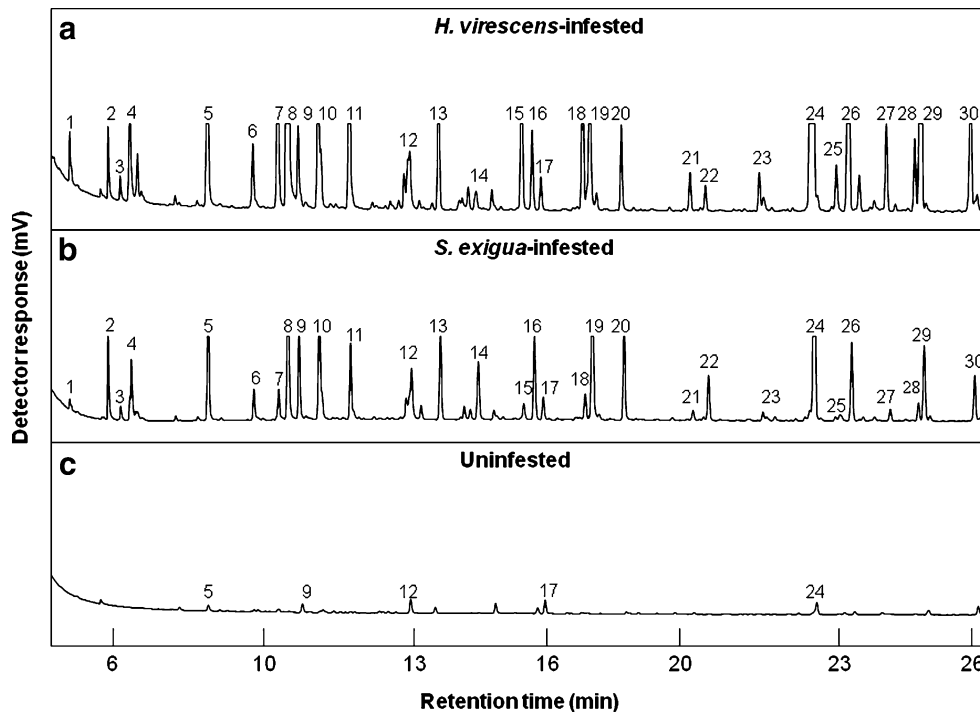 a
H. virescens-infested
1 2 3 4 5 6 7 8 9 10 11 12 13 14 15 16 17 18 19 20 21 22 23 24 25 26 27 28 29 30
b
S. exigua-infested
1 2 3 4 5 6 7 8 9 10 11 12 13 14 15 16 17 18 19 20 21 22 23 24 25 26 27 28 29 30
c
Uninfested
5 9 12 17 24
Detector response (mV)
6 10 13 16 20 23 26
Retention time (min)